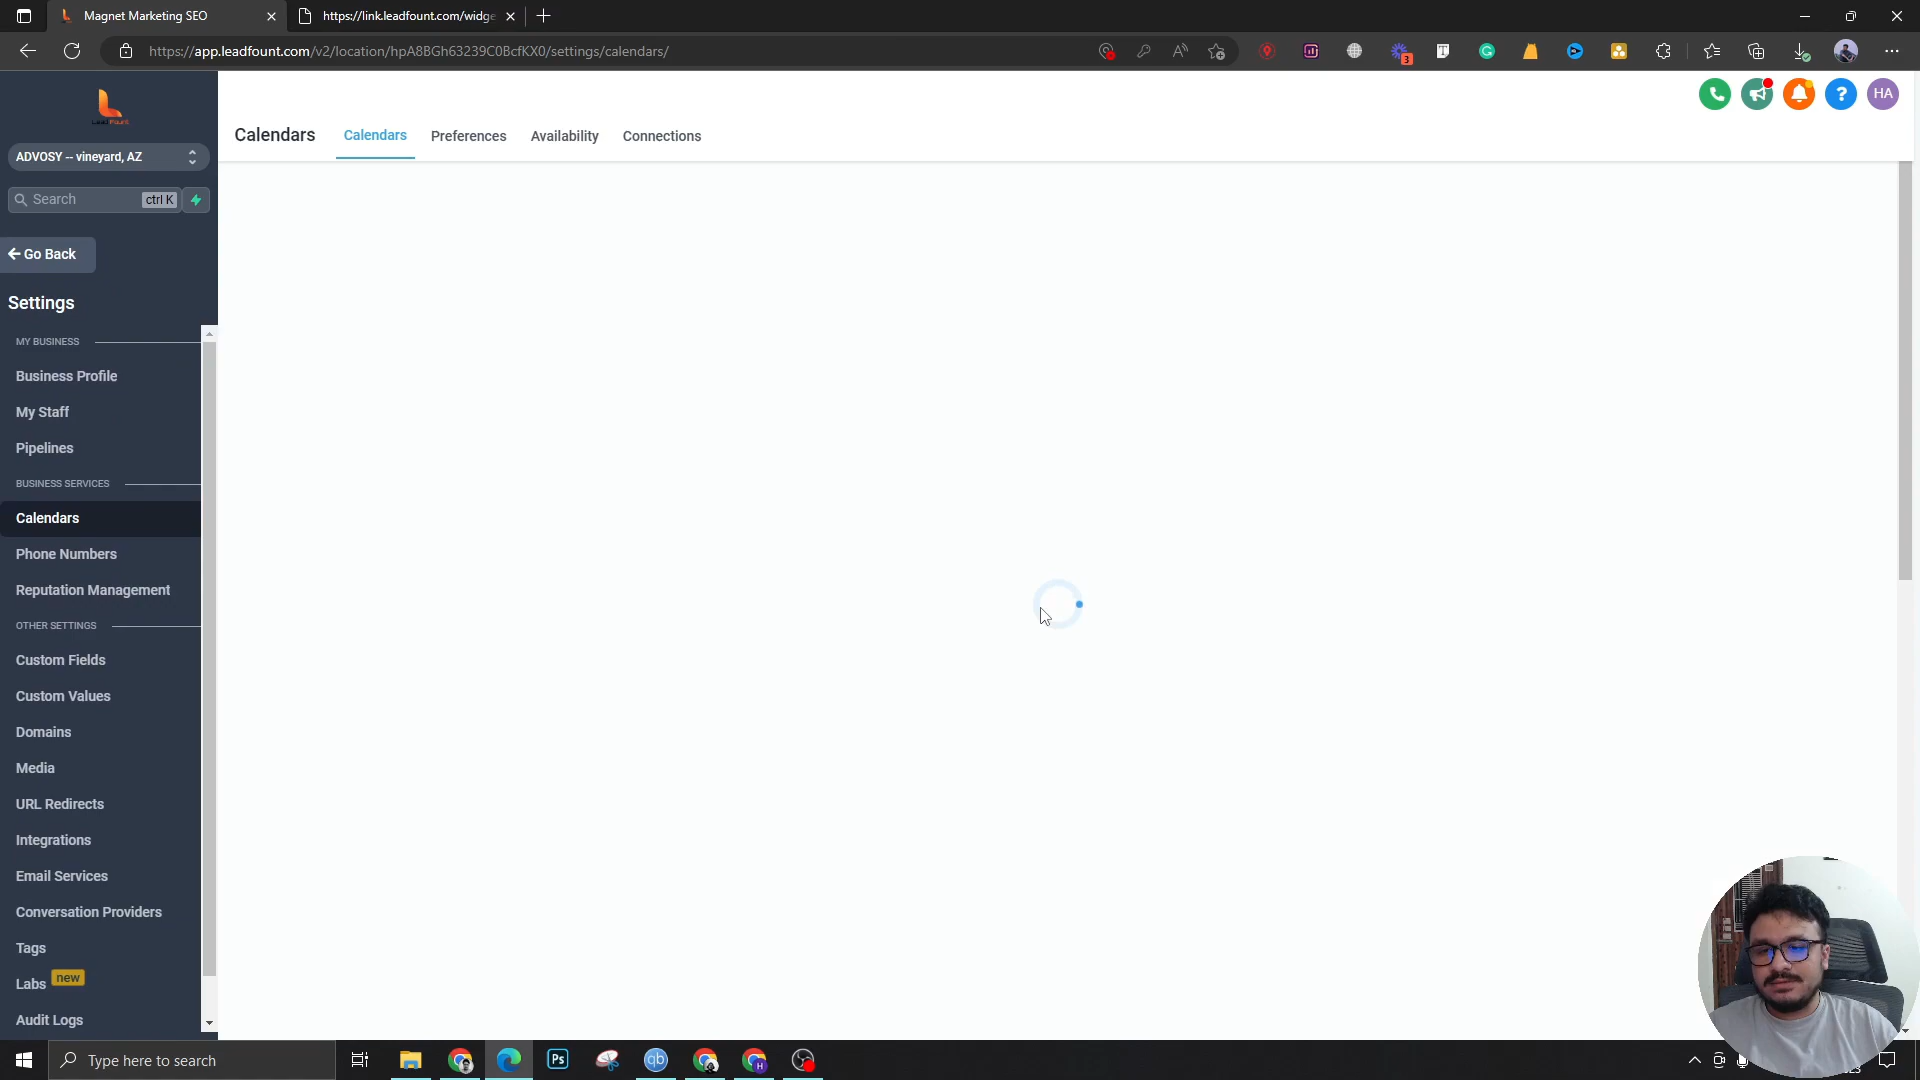 Magnet Marketing SEO
https://link.leadfount.com/widge
https://app.leadfount.com/v2/location/hpA8BGh63239C0BcfKX0/settings/calendars/
3
ADVOSY -- vineyard, AZ
Search
ctrl K
Go Back
Settings
MY BUSINESS
Business Profile
My Staff
Pipelines
BUSINESS SERVICES
Calendars
Phone Numbers
Reputation Management
OTHER SETTINGS
Custom Fields
Custom Values
Domains
Media
URL Redirects
Integrations
Email Services
Conversation Providers
Tags
Labs new
Audit Logs
Calendars
Calendars
Preferences
Availability
Connections
?
HA
Type here to search
Ps
qb
H